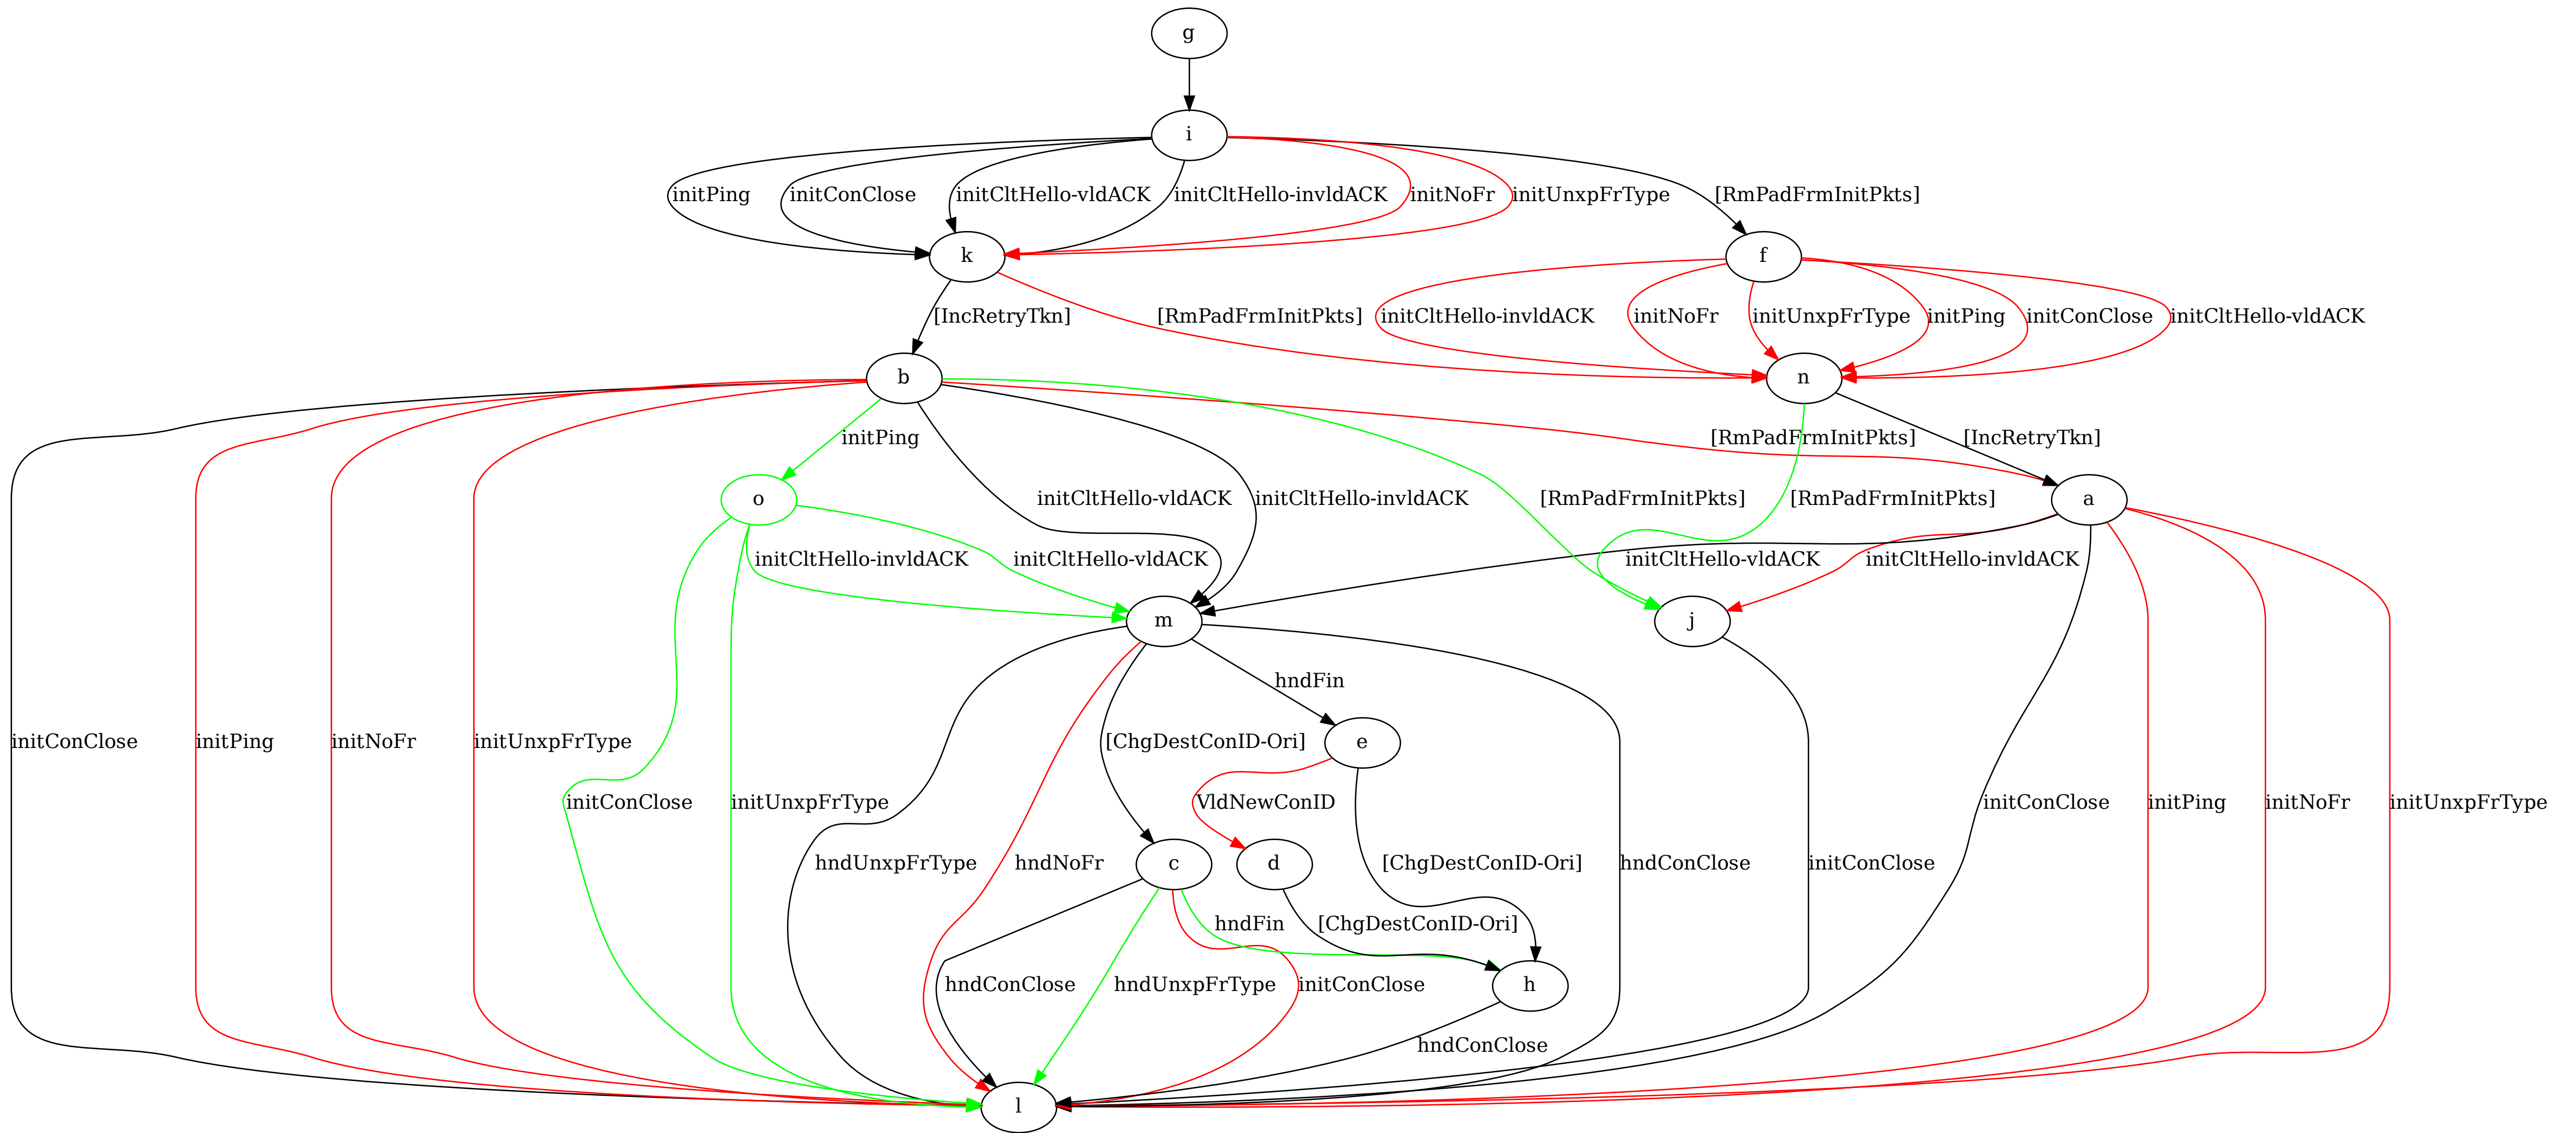 g
i
initPing
initConClose
initCltHello-vldACK
initCltHello-invldACK
initNoFr
initUnxpFrType
[RmPadFrmInitPkts]
k
f
[IncRetryTkn]
[RmPadFrmInitPkts]
initCltHello-invldACK
initNoFr
initUnxpFrType
initPing
initConClose
initCltHello-vldACK
b
n
initPing
[RmPadFrmInitPkts]
[IncRetryTkn]
o
initCltHello-vldACK
initCltHello-invldACK
[RmPadFrmInitPkts]
[RmPadFrmInitPkts]
a
initCltHello-invldACK
initCltHello-vldACK
initCltHello-vldACK
initCltHello-invldACK
m
j
hndFin
initConClose
initPing
initNoFr
initUnxpFrType
[ChgDestConID-Ori]
e
initConClose
initUnxpFrType
VldNewConID
initConClose
initPing
initNoFr
initUnxpFrType
hndUnxpFrType
hndNoFr
c
d
[ChgDestConID-Ori]
hndConClose
initConClose
hndFin
[ChgDestConID-Ori]
hndConClose
hndUnxpFrType
initConClose
h
hndConClose
l